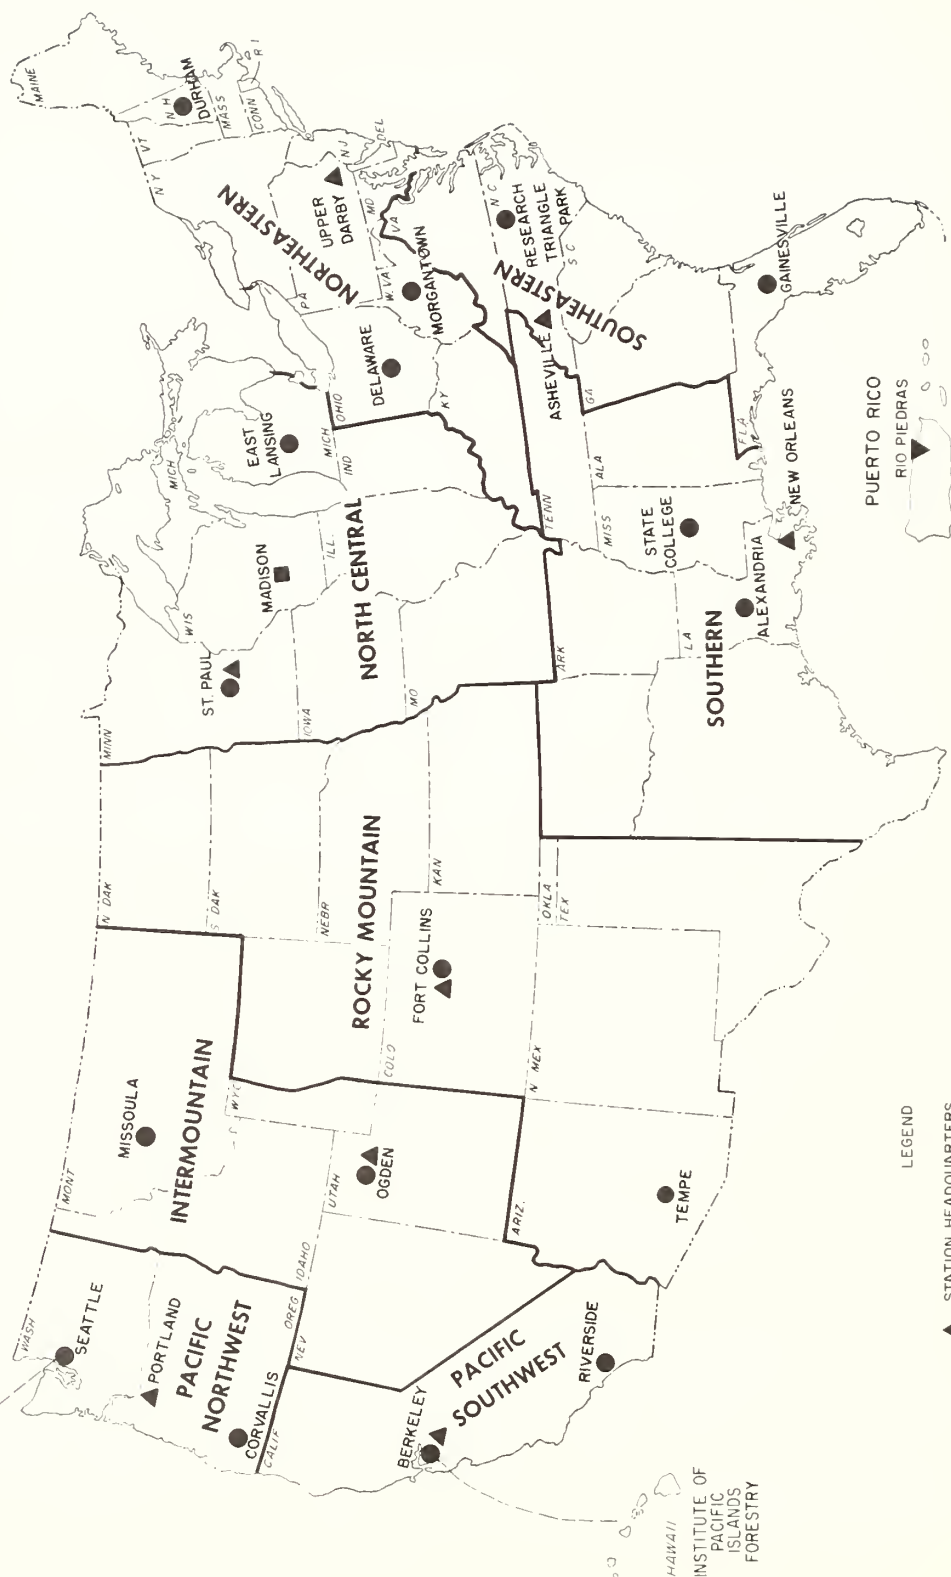 WASH
SEATTLE
PORTLAND
PACIFIC
NORTHWEST
CORVALLIS
OREG
IDAHO
CALIF
NEV
BERKELEY
PACIFIC
SOUTHWEST
RIVERSIDE
HAWAII
INSTITUTE OF
PACIFIC
ISLANDS
FORESTRY
MONT
MISSOULA
INTERMOUNTAIN
WYO
UTAH
OGDEN
ARIZ.
TEMPE
N DAK
S DAK
NEBR
ROCKY MOUNTAIN
COLO
FORT COLLINS
KAN
N MEX
OKLA
TEX
MINN
ST. PAUL
WIS
MICH
MADISON
IOWA
ILL.
NORTH CENTRAL
MO
EAST
LANSING
MICH
IND
OHIO
DELAWARE
KY
ARK
TENN
MISS
ALA
STATE
COLLEGE
LA
SOUTHERN
ALEXANDRIA
NEW ORLEANS
FLA
MAINE
VT
N H
DURHAM
MASS
CONN
R I
NY
NORTHEASTERN
PA
UPPER
DARBY
NJ
MD
DEL
W.VA
VA
MORGANTOWN
N C
RESEARCH
TRIANGLE
PARK
S C
SOUTHEASTERN
ASHEVILLE
GA
GAINESVILLE
PUERTO RICO
RIO PIEDRAS
LEGEND
STATION HEADQUARTERS